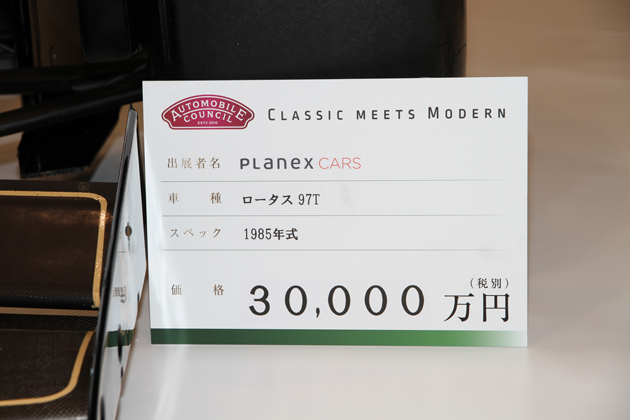 AUTOMOBILE
COUNCIL
CLASSIC MEETS MODERN
出展者名 PLANEX CARS
車 種 ロータス 97T
スペック 1985年式
(税別)
価 格 30,000 万円